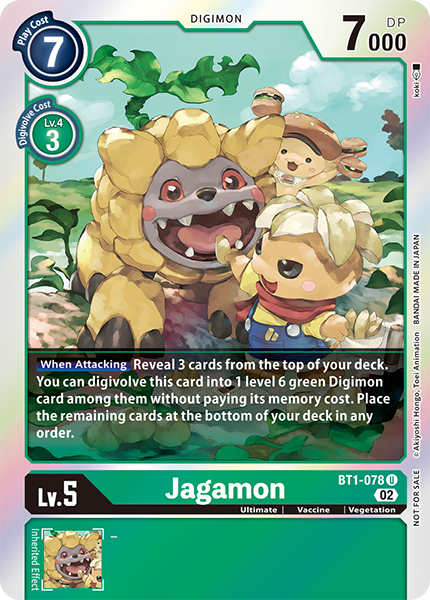 DIGIMON
Play Cost
7
7000
DP
Digivolve Cost
Lv.4
3
koki
When Attacking Reveal 3 cards from the top of your deck.
You can digivolve this card into 1 level 6 green Digimon
card among them without paying its memory cost. Place
the remaining cards at the bottom of your deck in any
order.
©Akiyoshi Hongo, Toei Animation BANDAI MADE IN JAPAN
NOT FOR SALE
Lv.5
Jagamon
BT1-078 U
02
Ultimate | Vaccine | Vegetation
Inherited Effect
–